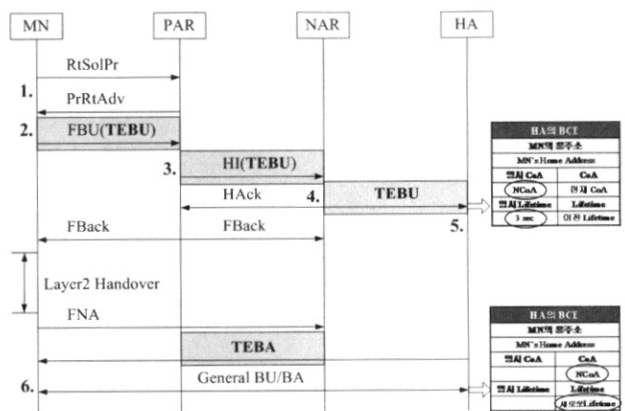 MN PAR NAR HA
RtSolPr
1.
PrRtAdv
2. FBU(TEBU)
3. HI(TEBU)
HAck 4. TEBU
FBack FBack 5.
HA의 BCE
MN의 홈주소
MN's Home Address
임시 CoA CoA
NCoA 현재 CoA
임시 Lifetime Lifetime
3 sec 이전 Lifetime
Layer2 Handover
FNA
TEBA
General BU/BA
6.
HA의 BCE
MN의 홈주소
MN's Home Address
임시 CoA CoA
NCoA
임시 Lifetime Lifetime
새로운Lifetime